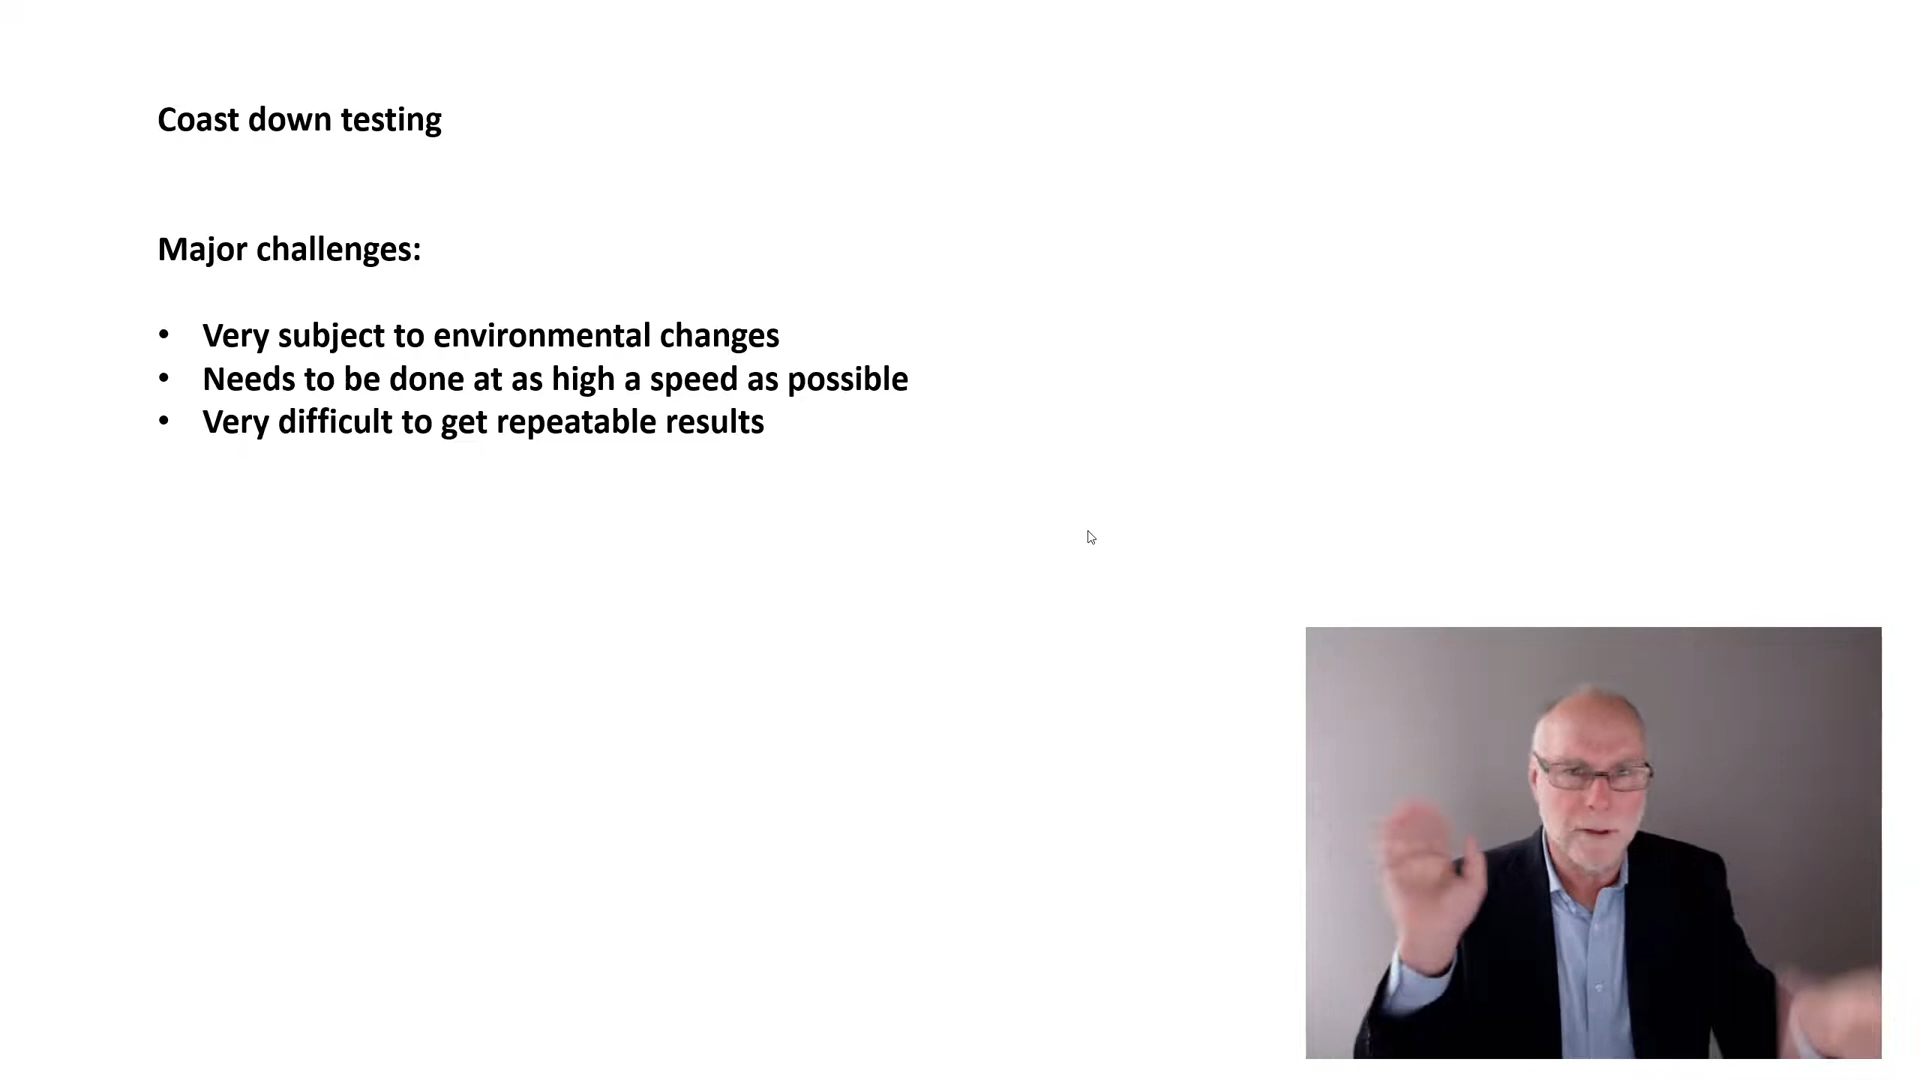 Coast down testing
Major challenges:
• Very subject to environmental changes
• Needs to be done at as high a speed as possible
• Very difficult to get repeatable results